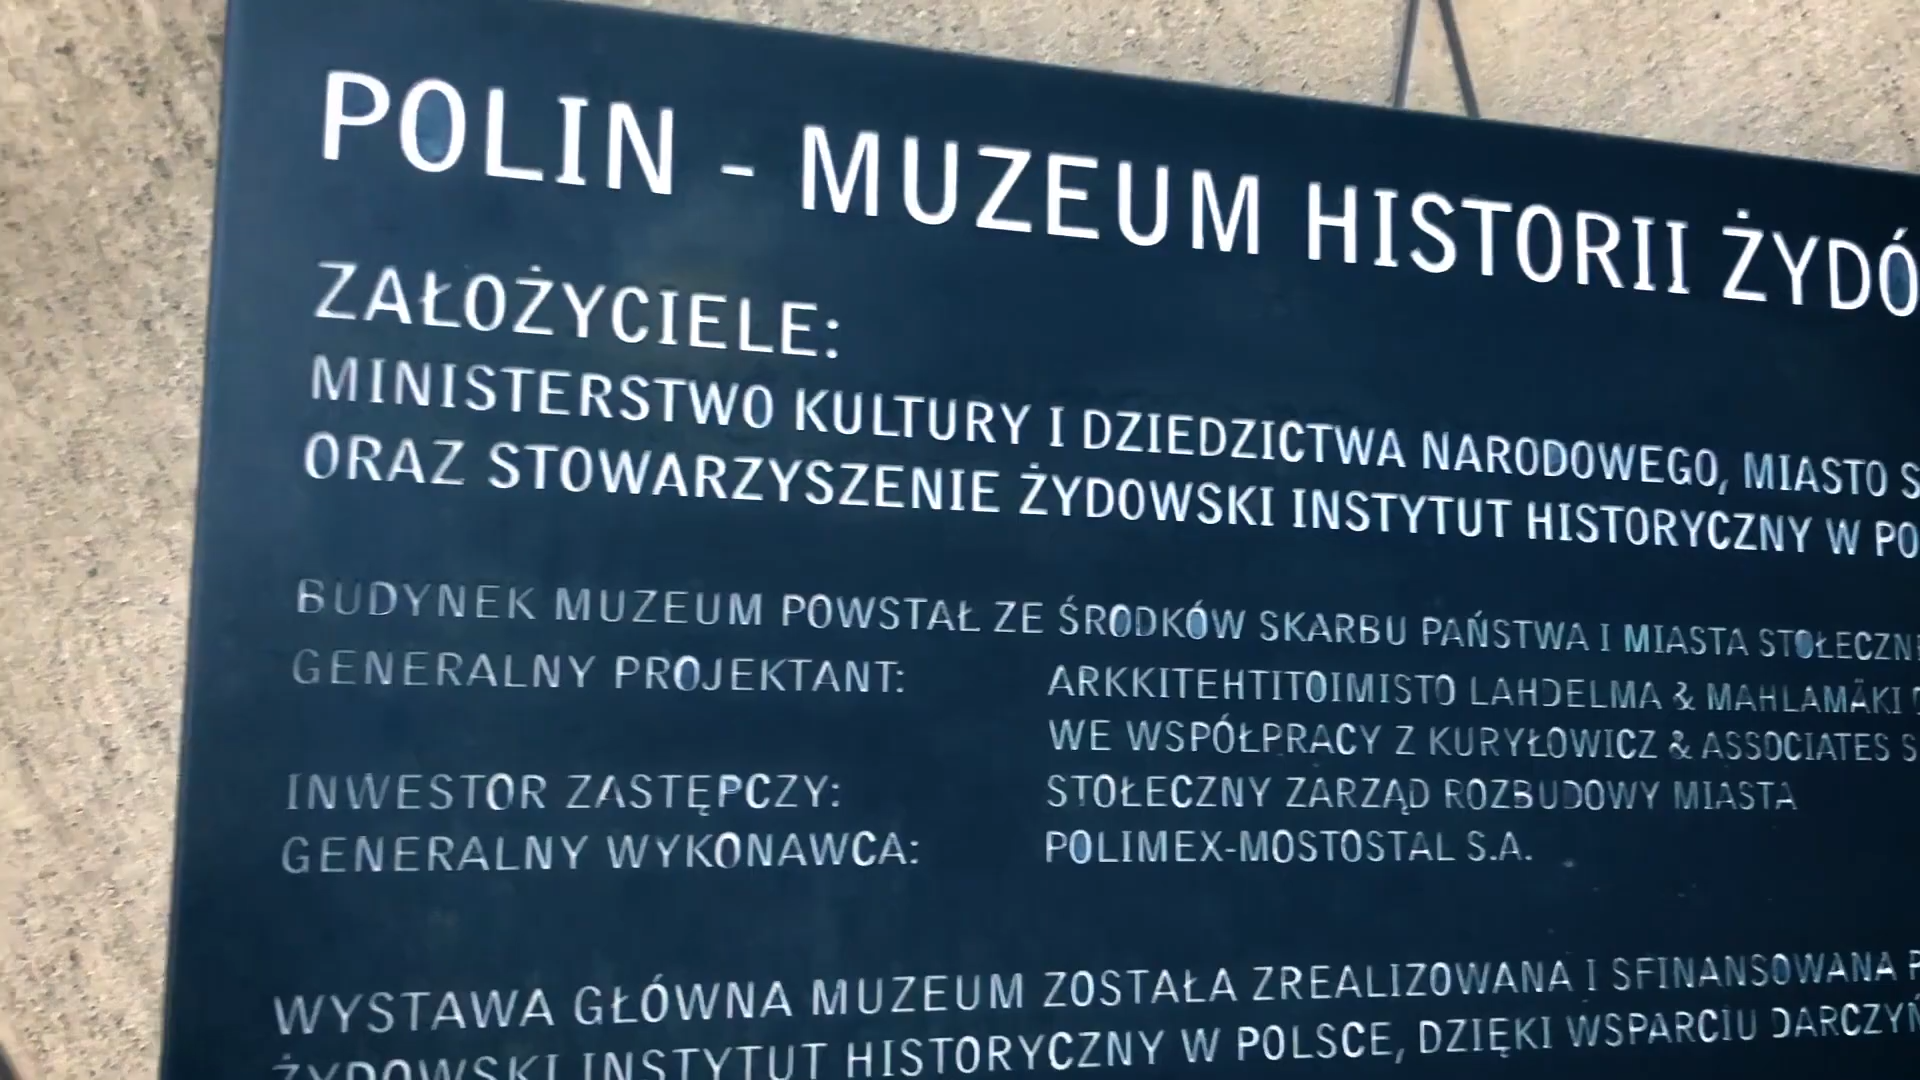 POLIN - MUZEUM HISTORII ŻYDÓ
ZAŁOŻYCIELE:
MINISTERSTWO KULTURY I DZIEDZICTWA NARODOWEGO, MIASTO S
ORAZ STOWARZYSZENIE ŻYDOWSKI INSTYTUT HISTORYCZNY W PO
BUDYNEK MUZEUM POWSTAŁ ZE ŚRODKÓW SKARBU PAŃSTWA I MIASTA STOŁECZN
GENERALNY PROJEKTANT: ARKKITEHTITOIMISTO LAHDELMA & MAHLAMÄKI
WE WSPÓŁPRACY Z KURYŁOWICZ & ASSOCIATES S
INWESTOR ZASTĘPCZY: STOŁECZNY ZARZĄD ROZBUDOWY MIASTA
GENERALNY WYKONAWCA: POLIMEX-MOSTOSTAL S.A.
WYSTAWA GŁÓWNA MUZEUM ZOSTAŁA ZREALIZOWANA I SFINANSOWANA P
ŻYDOWSKI INSTYTUT HISTORYCZNY W POLSCE, DZIĘKI WSPARCIU DARCZYŃ